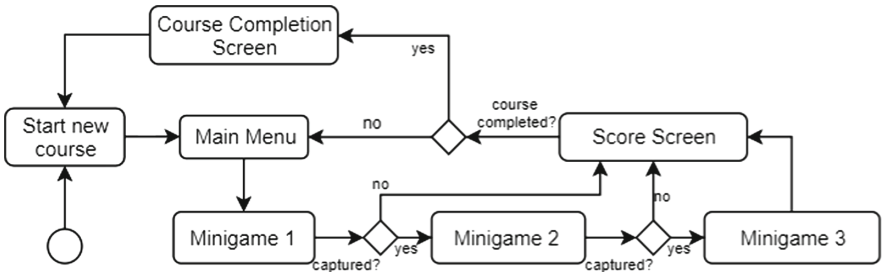 Course Completion
Screen
yes
Start new
course
Main Menu
no
course
completed?
Score Screen
no
no
Minigame 1
captured?
yes
Minigame 2
captured?
yes
Minigame 3